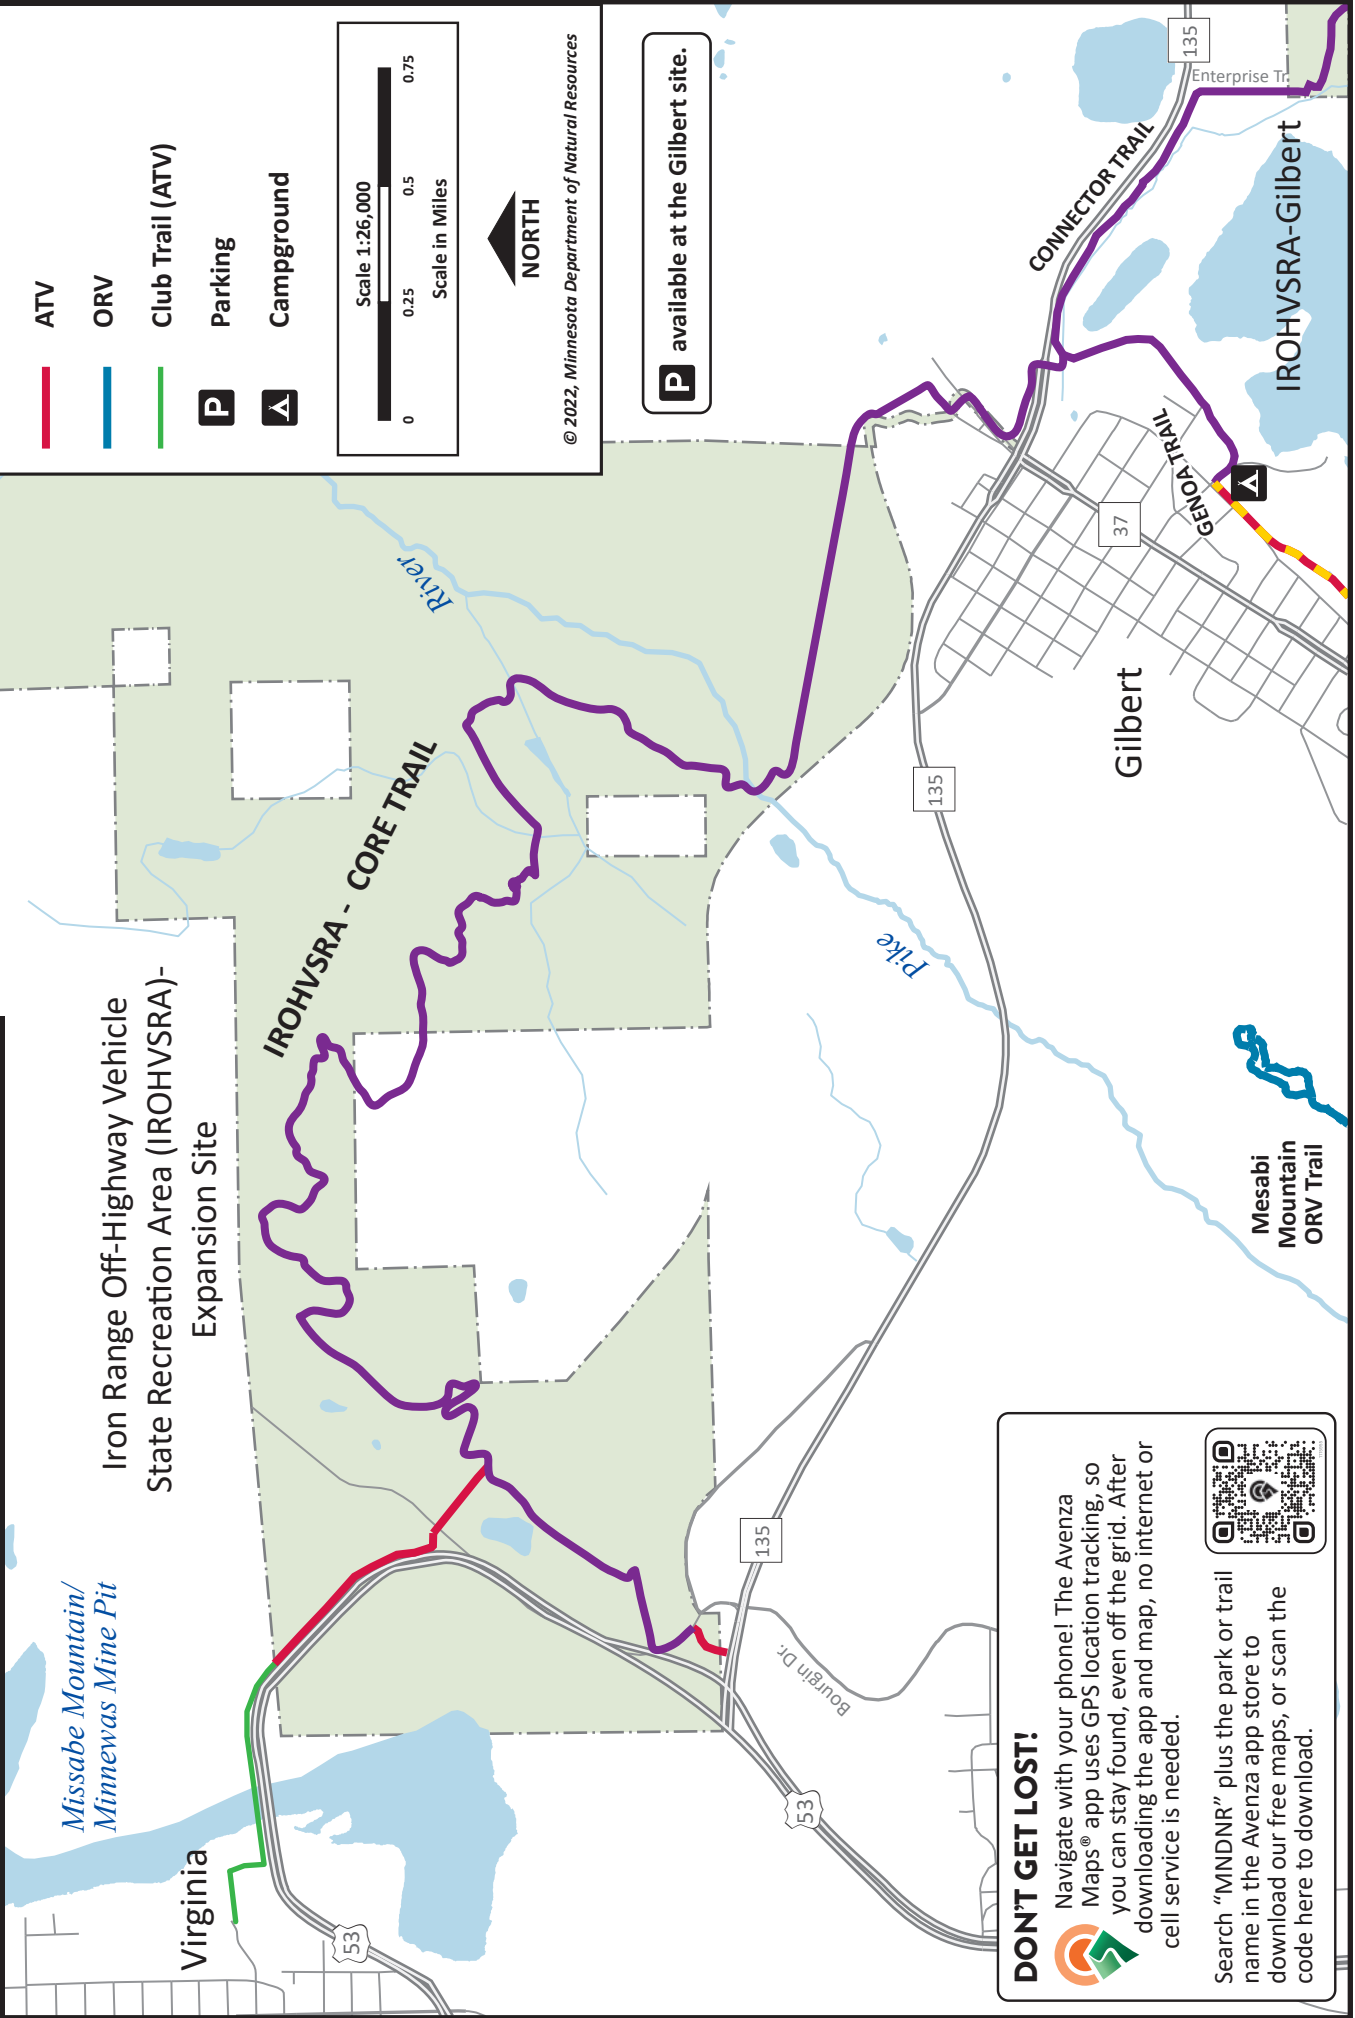 Missabe Mountain/
Minnewas Mine Pit
Virginia
Iron Range Off-Highway Vehicle
State Recreation Area (IROHVSRA)-
Expansion Site
IROHVSRA - CORE TRAIL
River
Pike
ATV
ORV
Club Trail (ATV)
P Parking
Campground
Scale 1:26,000
0 0.25 0.5 0.75
Scale in Miles
NORTH
© 2022, Minnesota Department of Natural Resources
P available at the Gilbert site.
53
53
135
135
135
37
Bourgin Dr.
Gilbert
GENOA TRAIL
CONNECTOR TRAIL
Enterprise Tr.
IROHVSRA-Gilbert
Mesabi
Mountain
ORV Trail
DON'T GET LOST!
Navigate with your phone! The Avenza
Maps® app uses GPS location tracking, so
you can stay found, even off the grid. After
downloading the app and map, no internet or
cell service is needed.
Search “MNDNR” plus the park or trail
name in the Avenza app store to
download our free maps, or scan the
code here to download.